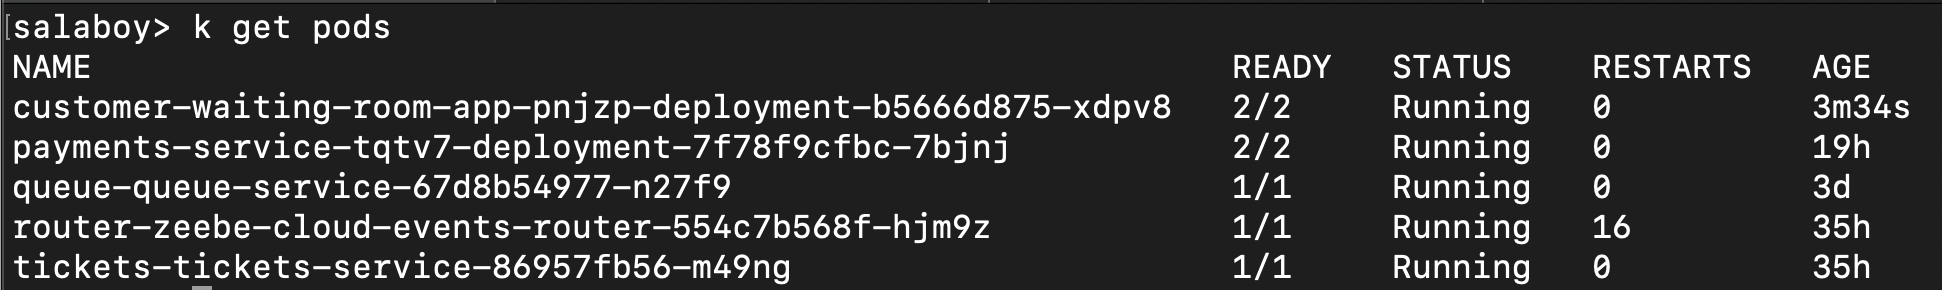 salaboy> k get pods
NAME READY STATUS RESTARTS AGE
customer-waiting-room-app-pnjzp-deployment-b5666d875-xdpv8 2/2 Running 0 3m34s
payments-service-tqtv7-deployment-7f78f9cfbc-7bjnj 2/2 Running 0 19h
queue-queue-service-67d8b54977-n27f9 1/1 Running 0 3d
router-zeebe-cloud-events-router-554c7b568f-hjm9z 1/1 Running 16 35h
tickets-tickets-service-86957fb56-m49ng 1/1 Running 0 35h